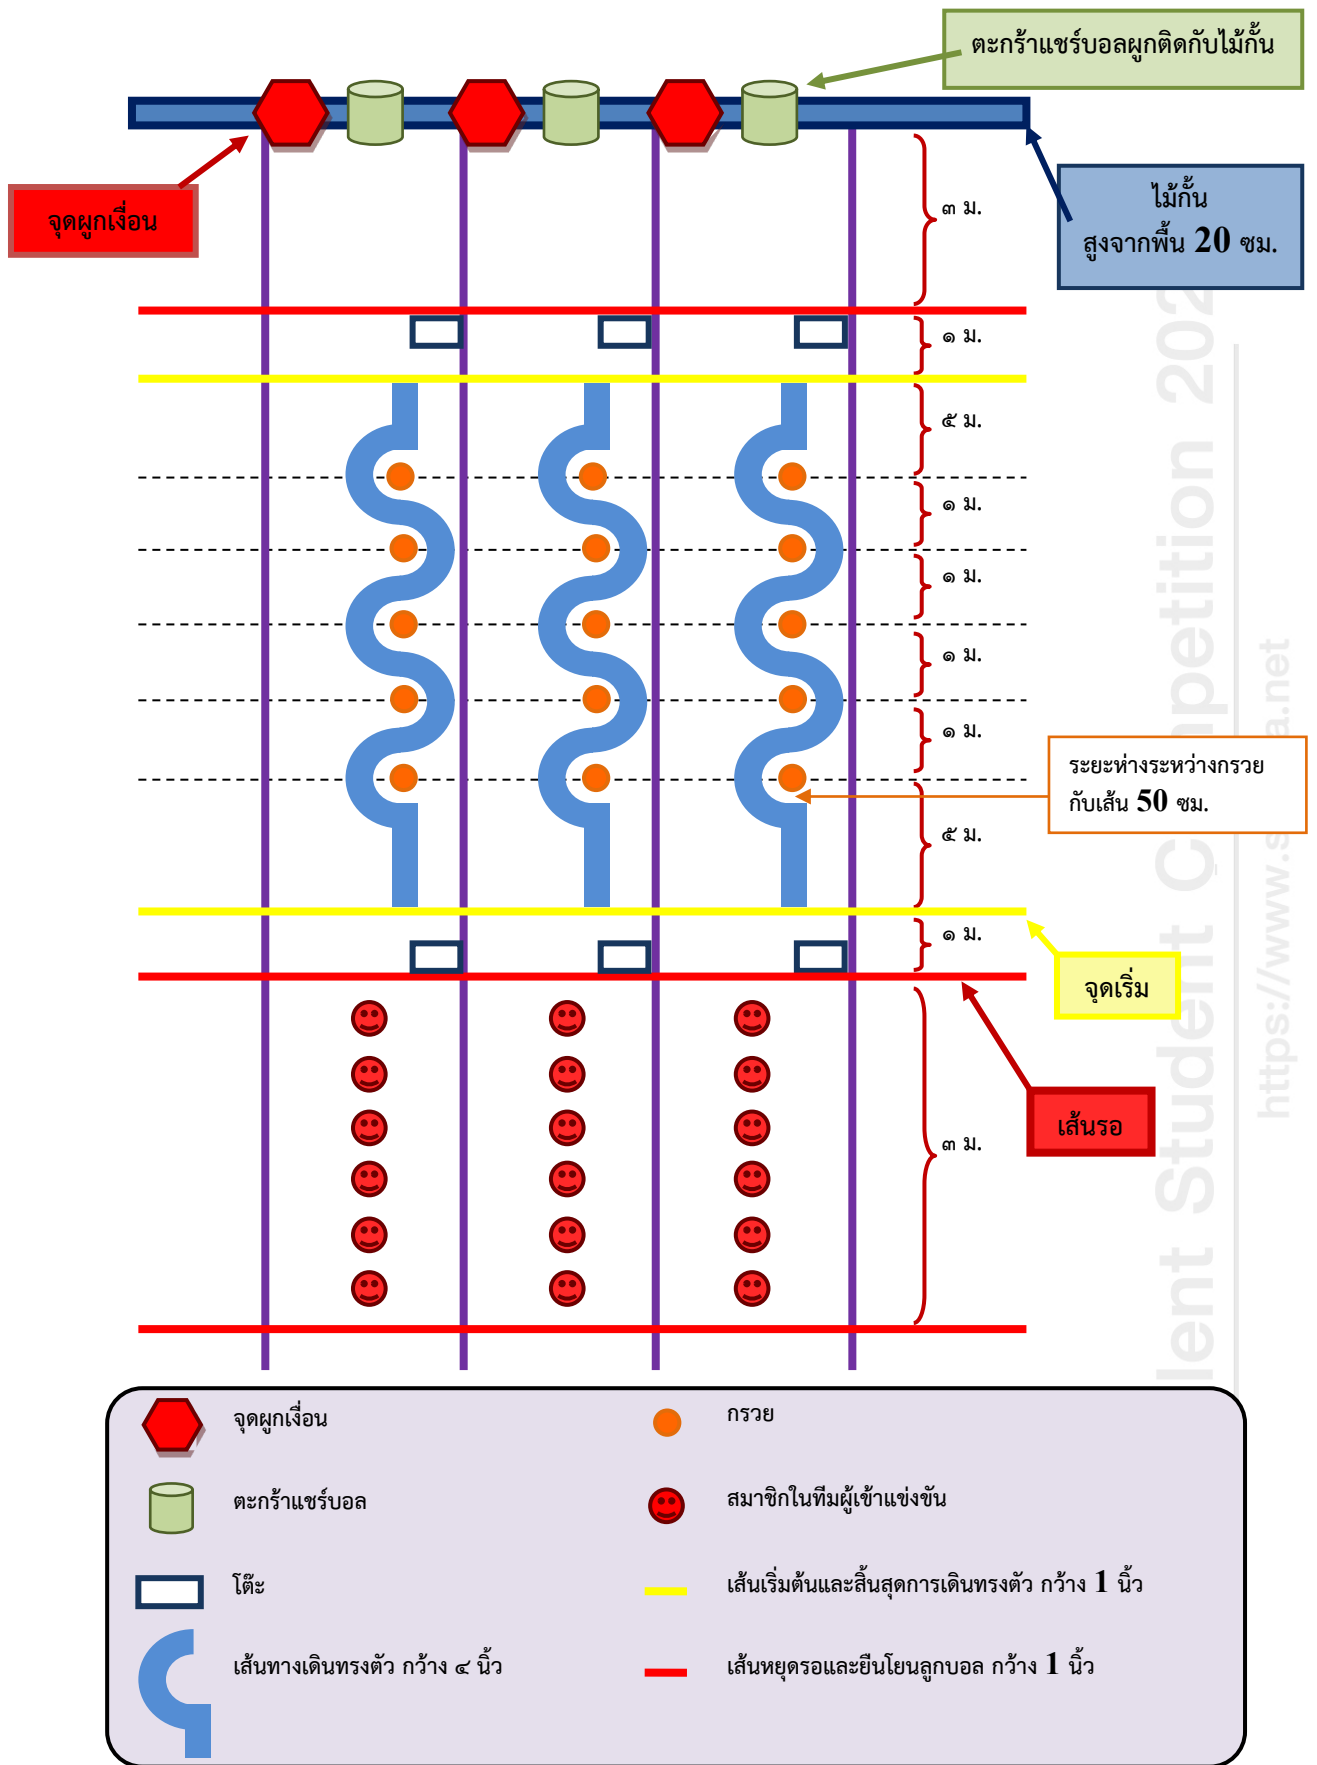 ตะกร้าแชร์บอลผูกติดกับไม้กั้น
จุดผูกเงื่อน
ไม้กั้น
สูงจากพื้น 20 ซม.
๓ ม.
๑ ม.
๕ ม.
๑ ม.
๑ ม.
๑ ม.
๑ ม.
ระยะห่างระหว่างกรวย
กับเส้น 50 ซม.
๕ ม.
๑ ม.
จุดเริ่ม
เส้นรอ
๓ ม.
จุดผูกเงื่อน
กรวย
ตะกร้าแชร์บอล
สมาชิกในทีมผู้เข้าแข่งขัน
โต๊ะ
เส้นเริ่มต้นและสิ้นสุดการเดินทรงตัว กว้าง 1 นิ้ว
เส้นทางเดินทรงตัว กว้าง ๔ นิ้ว
เส้นหยุดรอและยืนโยนลูกบอล กว้าง 1 นิ้ว
Student
https://www.s
a.net